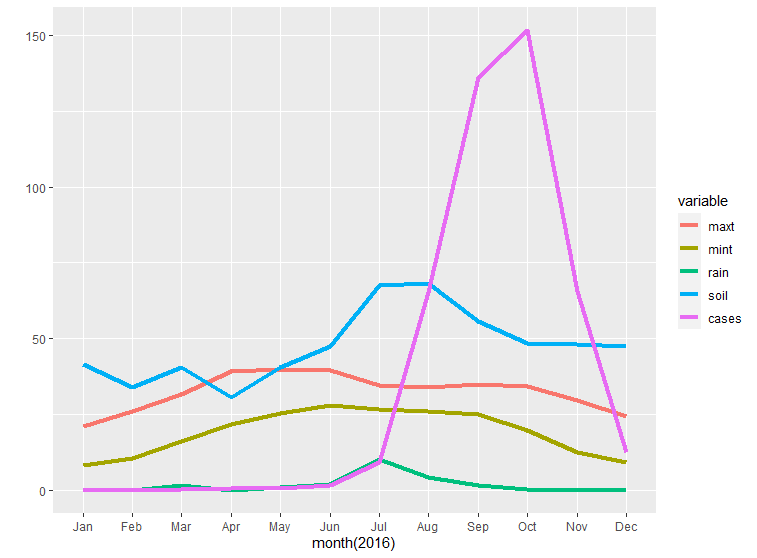 150
100
50
0
Jan Feb Mar Apr May Jun Jul Aug Sep Oct Nov Dec
month(2016)
variable
maxt
mint
rain
soil
cases